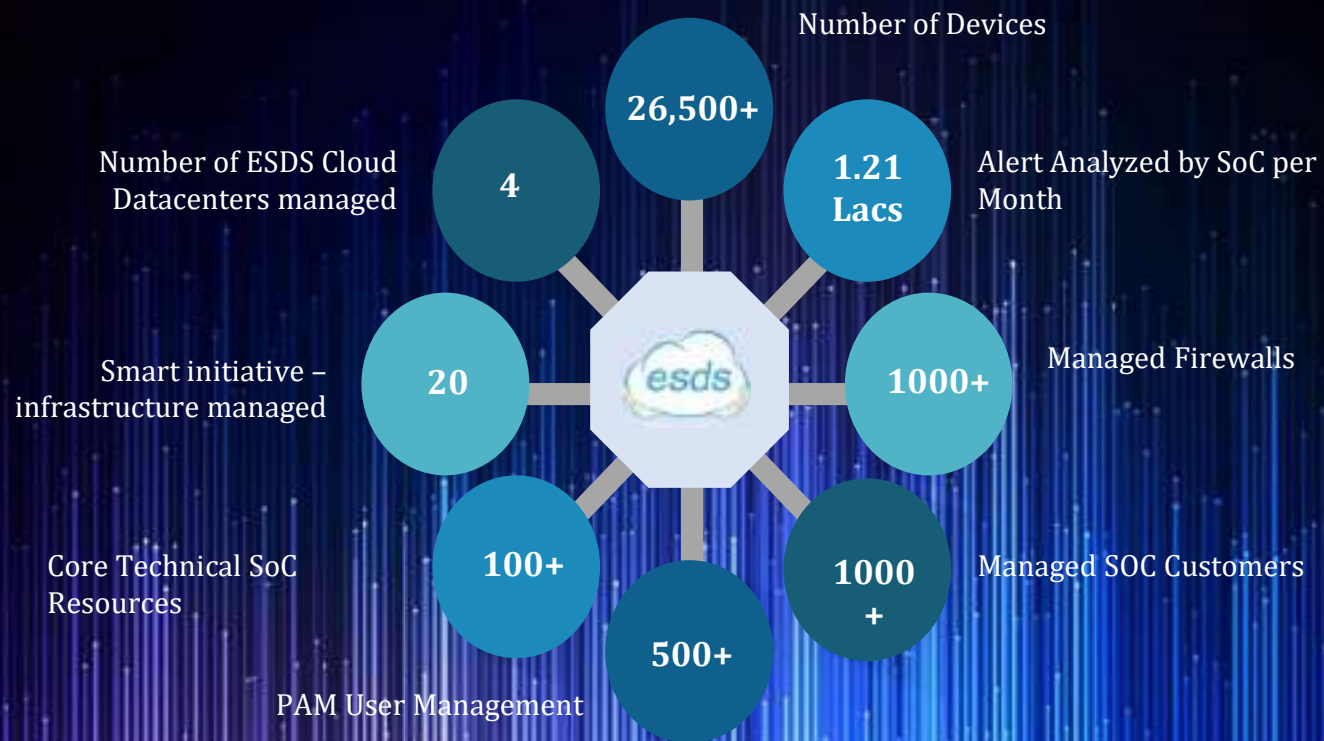 Number of Devices
26,500+
Number of ESDS Cloud
Datacenters managed
4
1.21
Lacs
Alert Analyzed by SoC per
Month
Smart initiative –
infrastructure managed
20
esds
1000+
Managed Firewalls
Core Technical SoC
Resources
100+
1000
+
Managed SOC Customers
500+
PAM User Management